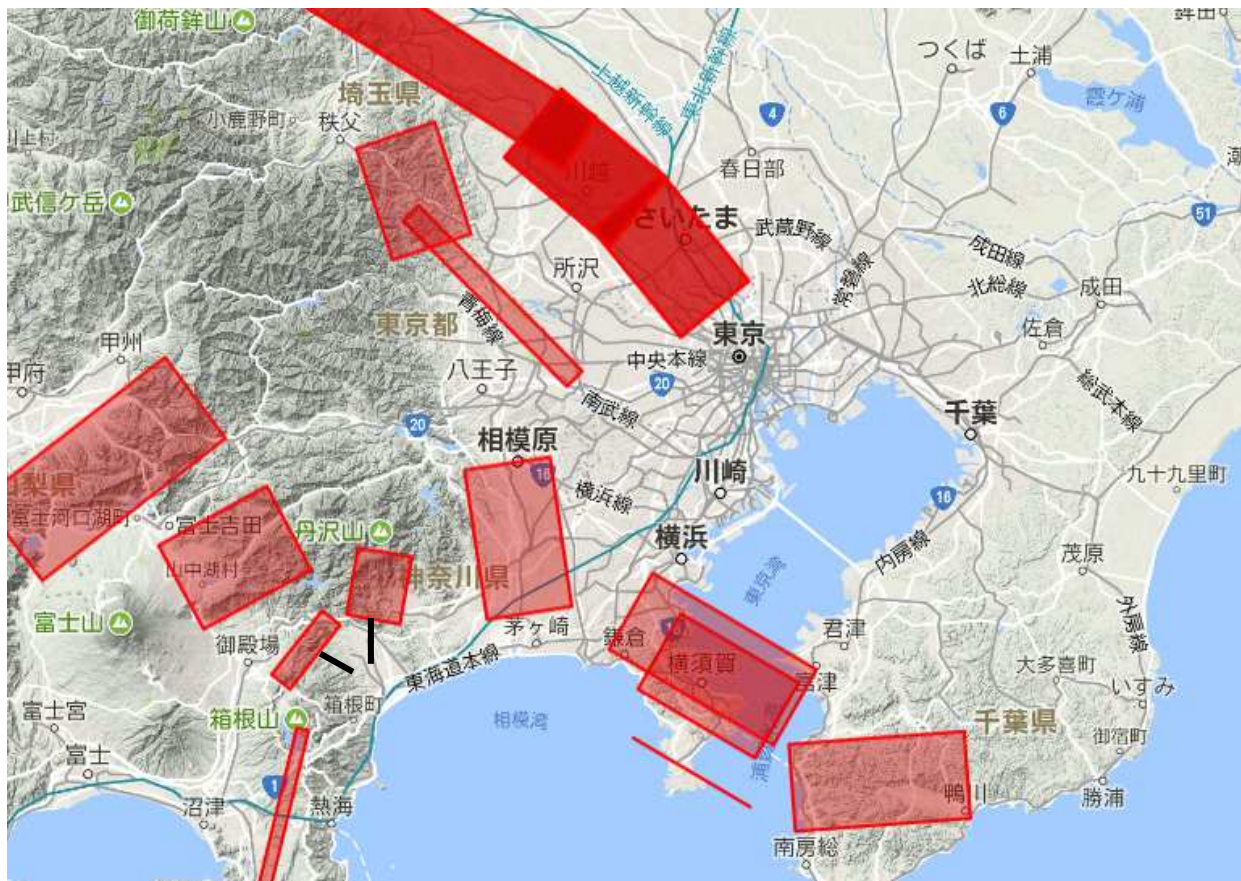 御荷鉾山
鉾田
つくば
土浦
上越新幹線
東北新幹線
霞ケ浦
埼玉県
小鹿野町
秩父
4
6
川上村
春日部
川越
武信ケ岳
51
さいたま
武蔵野線
成田線
常磐線
北総線
所沢
成田
青梅線
東京都
東京
佐倉
甲州
中央本線
甲府
八王子
20
総武本線
南武線
千葉
20
相模原
川崎
16
横浜線
九十九里町
16
富士河口湖町
富士吉田
丹沢山
横浜
内房線
山中湖村
神奈川県
東京湾
茂原
富士山
外房線
御殿場
茅ヶ崎
鎌倉
16
君津
東海道本線
横須賀
富津
大多喜町
いすみ
箱根町
富士宮
箱根山
相模湾
千葉県
御宿町
富士
1
沼津
熱海
鴨川
勝浦
南房総